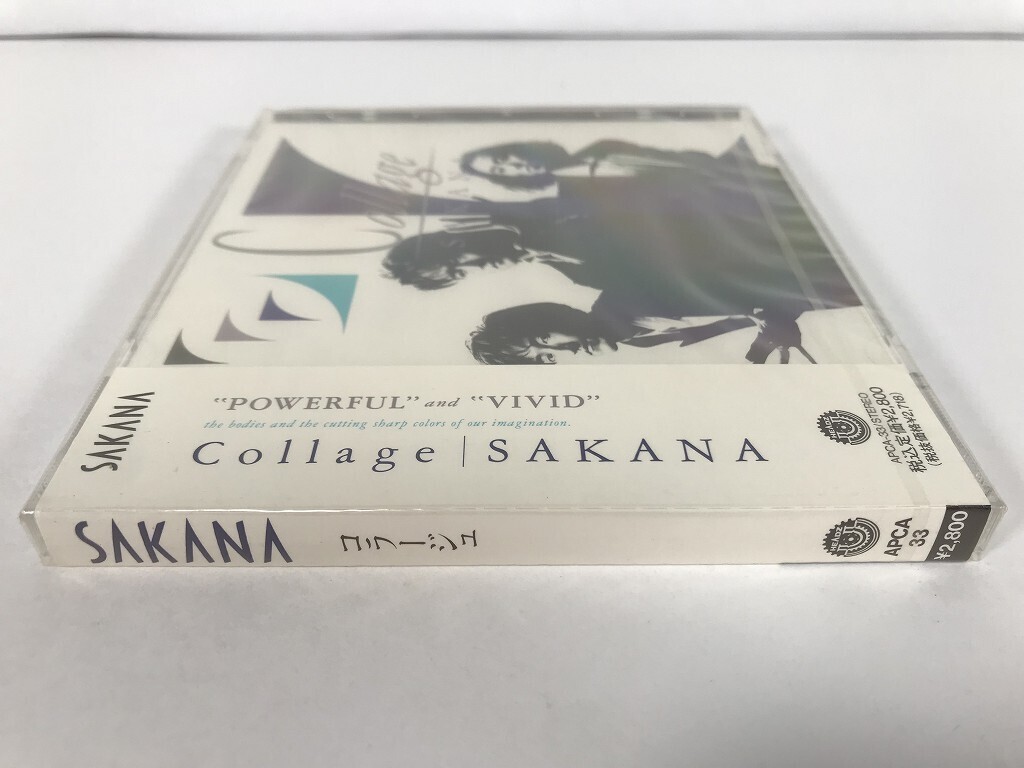 Collage
SAKANA
“POWERFUL” and “VIVID”
the bodies and the cutting sharp colors of our imagination.
Collage | SAKANA
APCA-33/STEREO
税込定価¥2,800
(税抜価格¥2,718)
SAKANA
コラージュ
HEADZ
APCA
33
¥2,800